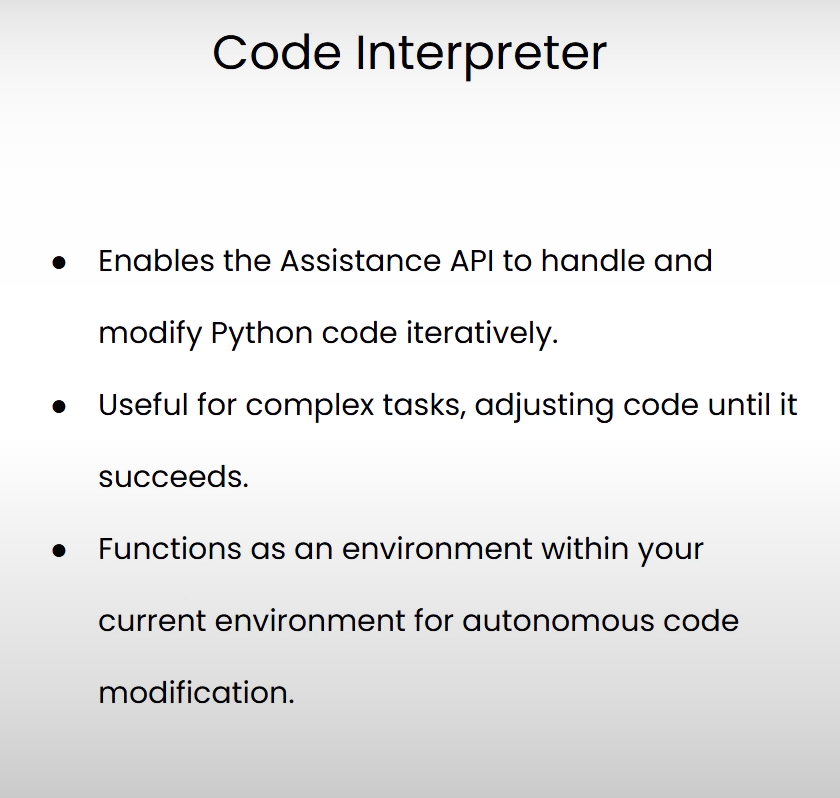 Code Interpreter
● Enables the Assistance API to handle and
modify Python code iteratively.
● Useful for complex tasks, adjusting code until it
succeeds.
● Functions as an environment within your
current environment for autonomous code
modification.